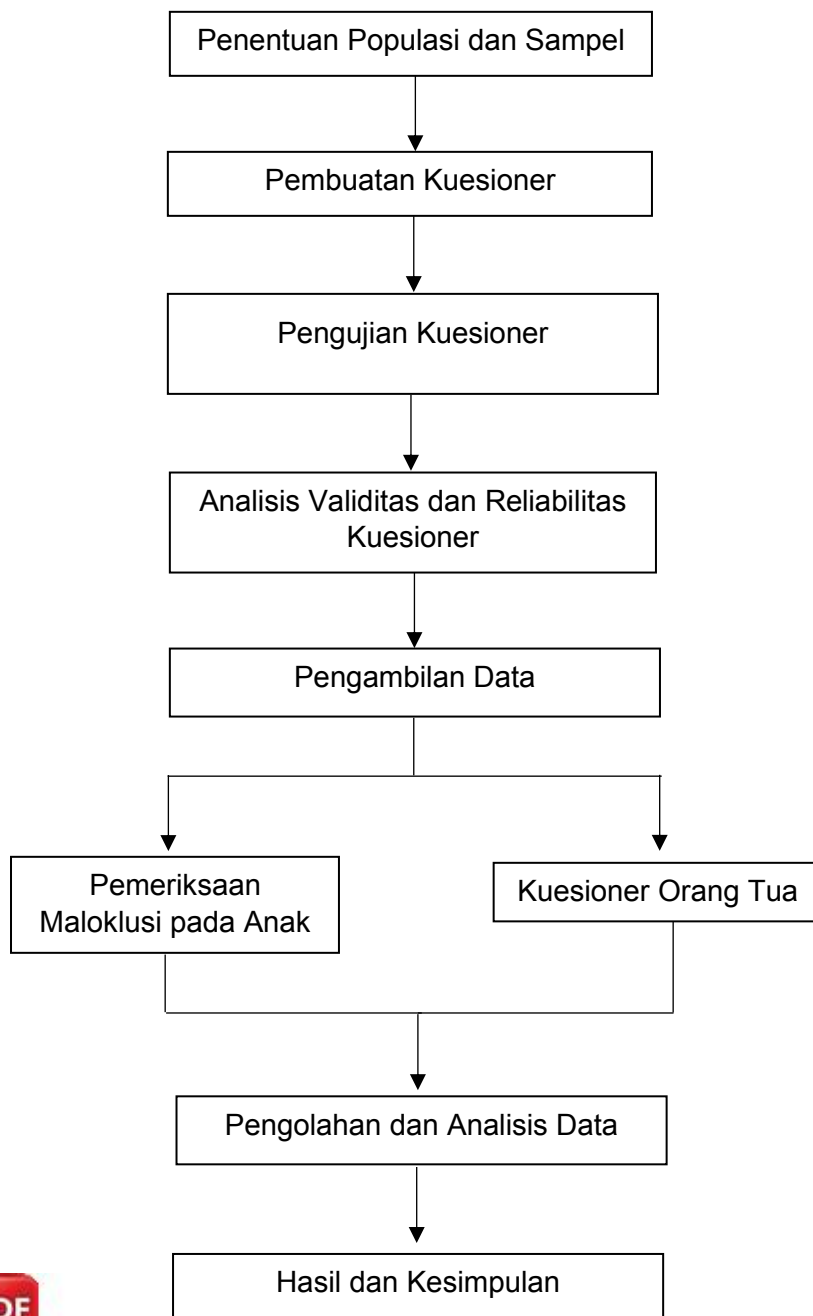 Penentuan Populasi dan Sampel
Pembuatan Kuesioner
Pengujian Kuesioner
Analisis Validitas dan Reliabilitas
Kuesioner
Pengambilan Data
Pemeriksaan
Maloklusi pada Anak
Kuesioner Orang Tua
Pengolahan dan Analisis Data
Hasil dan Kesimpulan